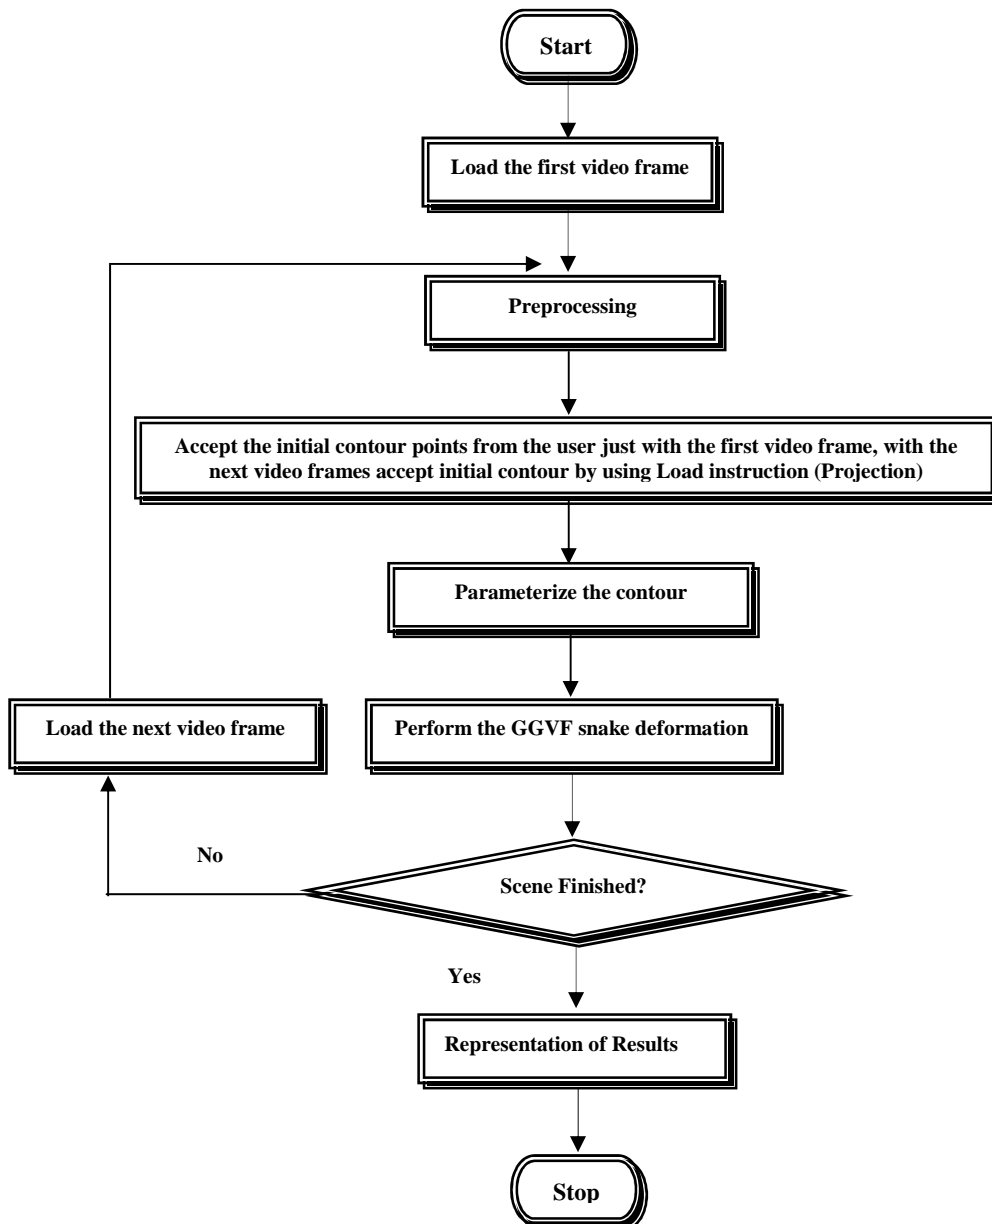 Start
Load the first video frame
Preprocessing
Accept the initial contour points from the user just with the first video frame, with the
next video frames accept initial contour by using Load instruction (Projection)
Parameterize the contour
Load the next video frame
Perform the GGVF snake deformation
No
Scene Finished?
Yes
Representation of Results
Stop